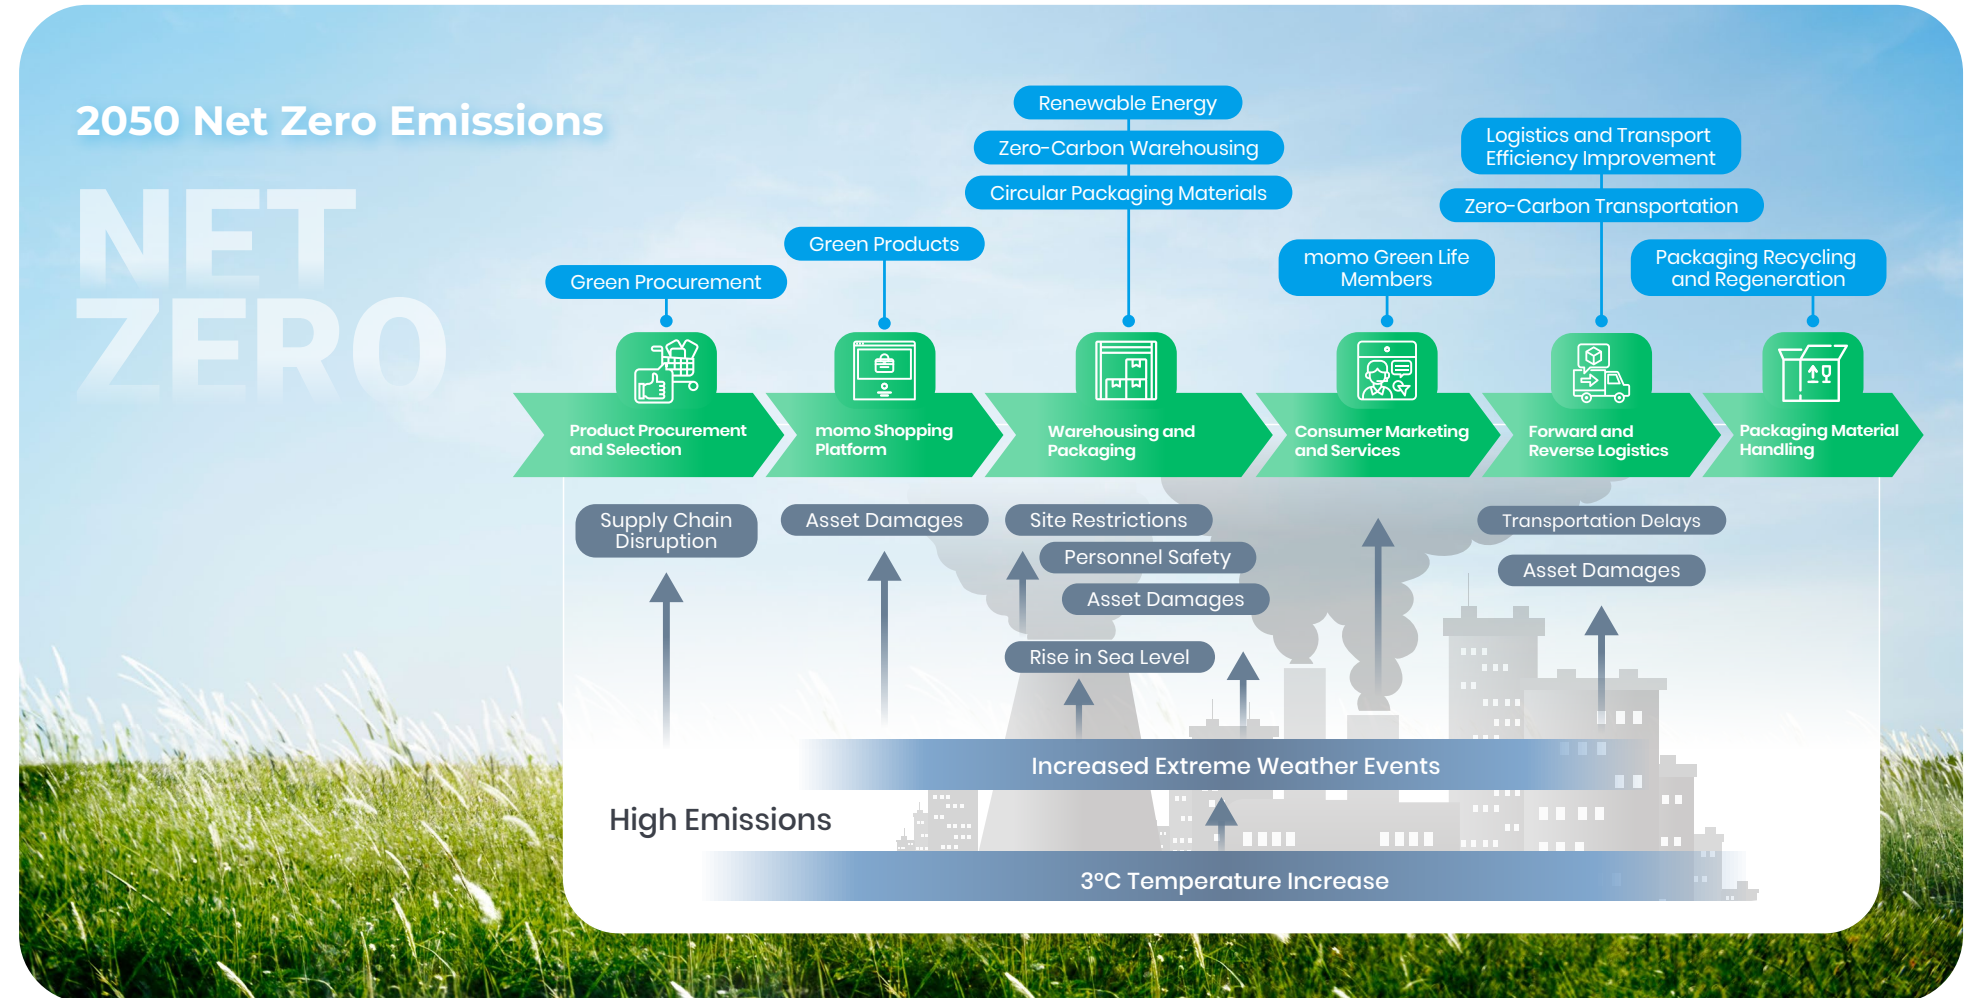 2050 Net Zero Emissions
NET
ZERO
Renewable Energy
Zero-Carbon Warehousing
Circular Packaging Materials
Logistics and Transport
Efficiency Improvement
Zero-Carbon Transportation
Green Procurement
Green Products
momo Green Life
Members
Packaging Recycling
and Regeneration
Product Procurement
and Selection
momo Shopping
Platform
Warehousing and
Packaging
Consumer Marketing
and Services
Forward and
Reverse Logistics
Packaging Material
Handling
Supply Chain
Disruption
Asset Damages
Site Restrictions
Personnel Safety
Asset Damages
Rise in Sea Level
Transportation Delays
Asset Damages
Increased Extreme Weather Events
High Emissions
3°C Temperature Increase